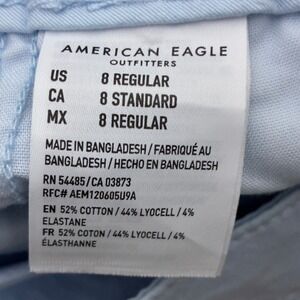 AMERICAN EAGLE
OUTFITTERS
US 8 REGULAR
CA 8 STANDARD
MX 8 REGULAR
MADE IN BANGLADESH / FABRIQUÉ AU
BANGLADESH / HECHO EN BANGLADESH
RN 54485/CA 03873
RFC# AEM120605U9A
EN 52% COTTON / 44% LYOCELL / 4%
ELASTANE
FR 52% COTTON / 44% LYOCELL / 4%
ÉLASTHANNE